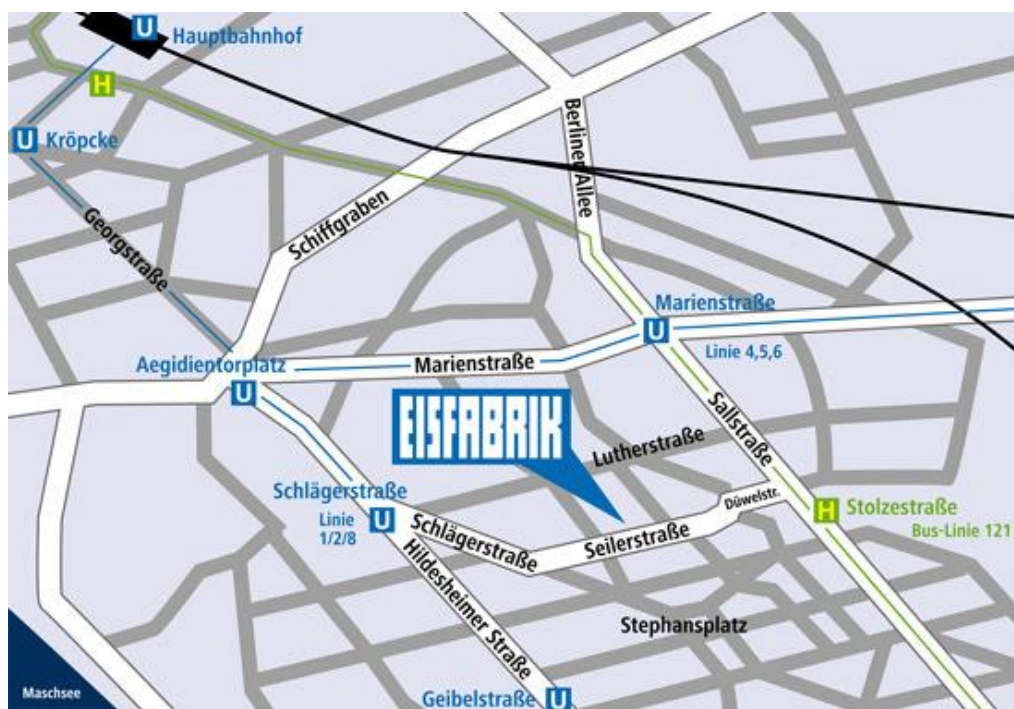 U
Hauptbahnhof
H
U
Kröpcke
Berliner Allee
Schiffgraben
Georgstraße
Marienstraße
U
Linie 4,5,6
Aegidientorplatz
U
Marienstraße
EISFABRIK
Sallstraße
Lutherstraße
Schlägerstraße
Linie
1/2/8
U
Düwelstr.
H
Stolzestraße
Bus-Linie 121
Schlägerstraße
Seilerstraße
Hildesheimer Straße
Stephansplatz
Maschsee
Geibelstraße
U